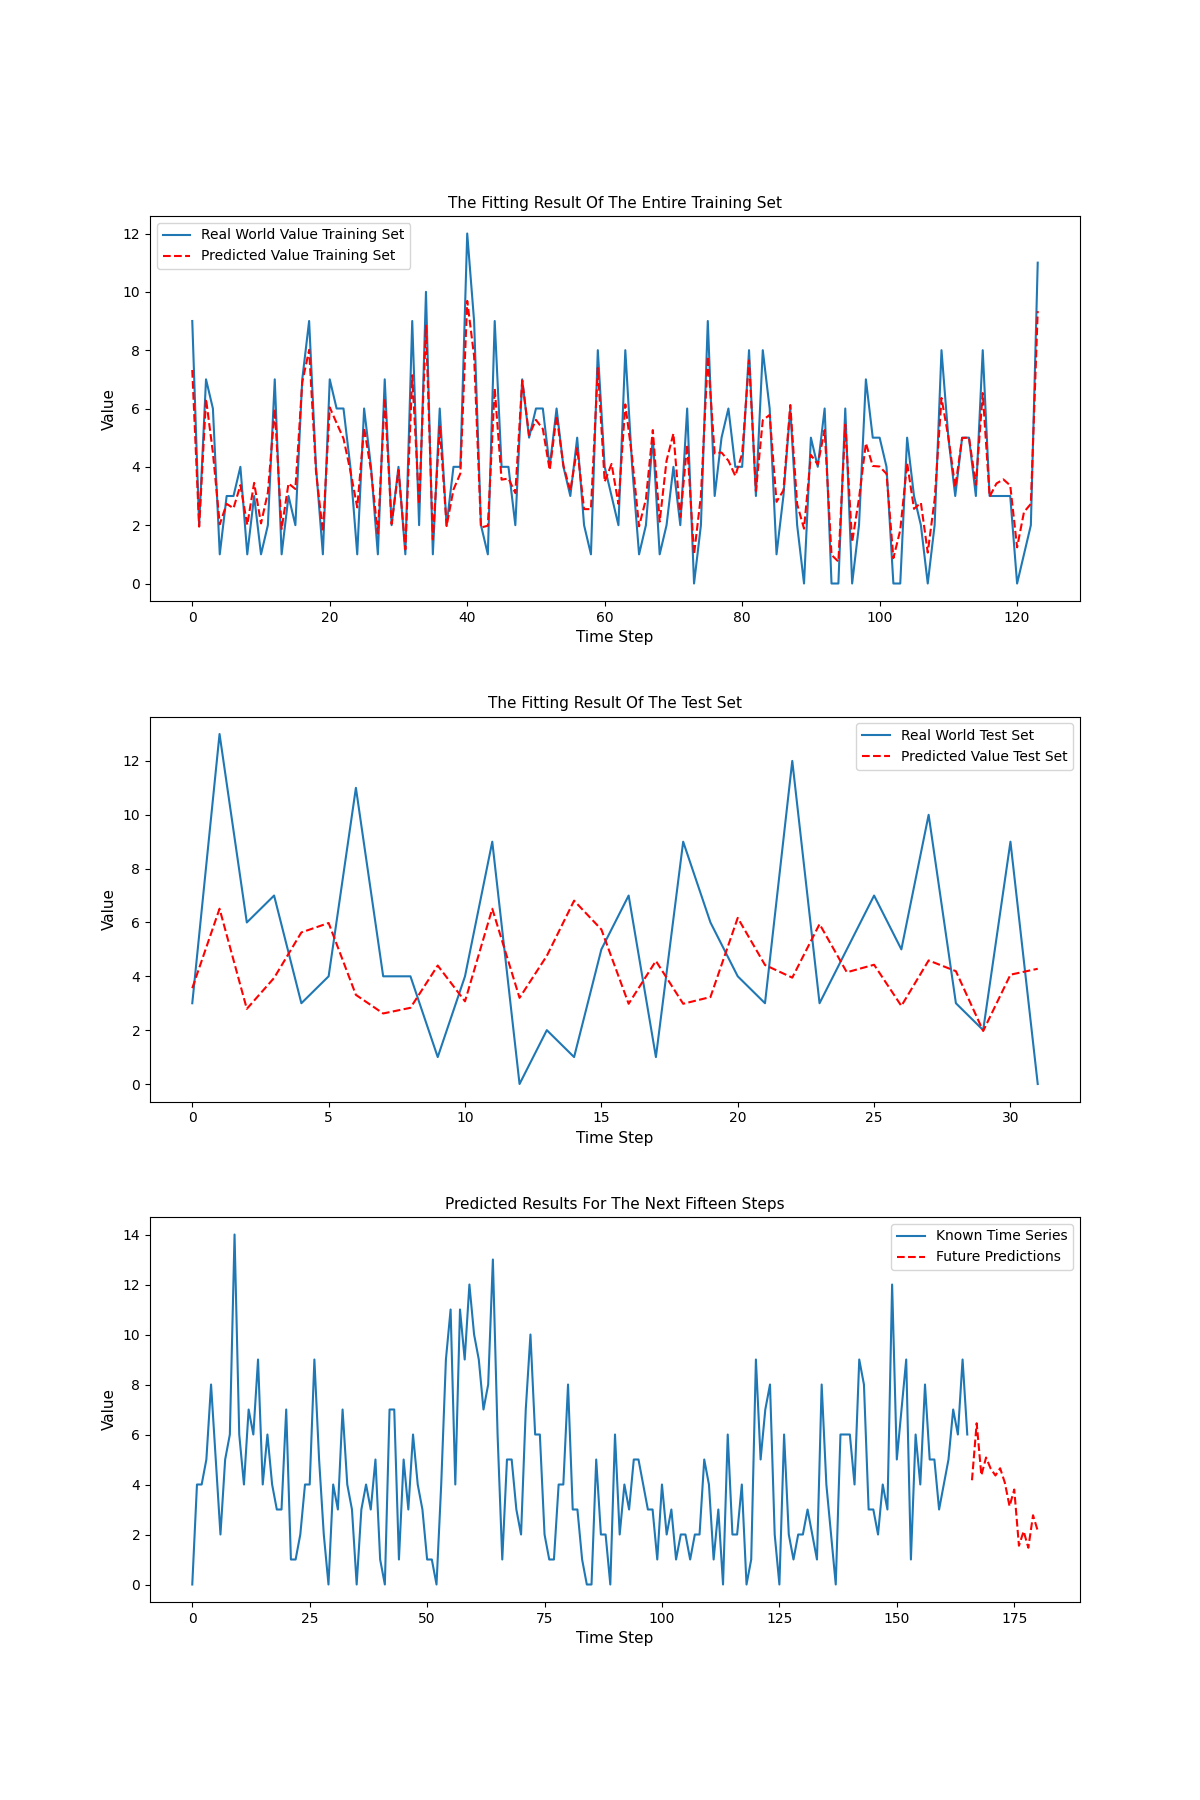 The Fitting Result Of The Entire Training Set
Real World Value Training Set
Predicted Value Training Set
Value
12
10
8
6
4
2
0
0 20 40 60 80 100 120
Time Step
The Fitting Result Of The Test Set
Real World Test Set
Predicted Value Test Set
Value
12
10
8
6
4
2
0
0 5 10 15 20 25 30
Time Step
Predicted Results For The Next Fifteen Steps
Known Time Series
Future Predictions
Value
14
12
10
8
6
4
2
0
0 25 50 75 100 125 150 175
Time Step